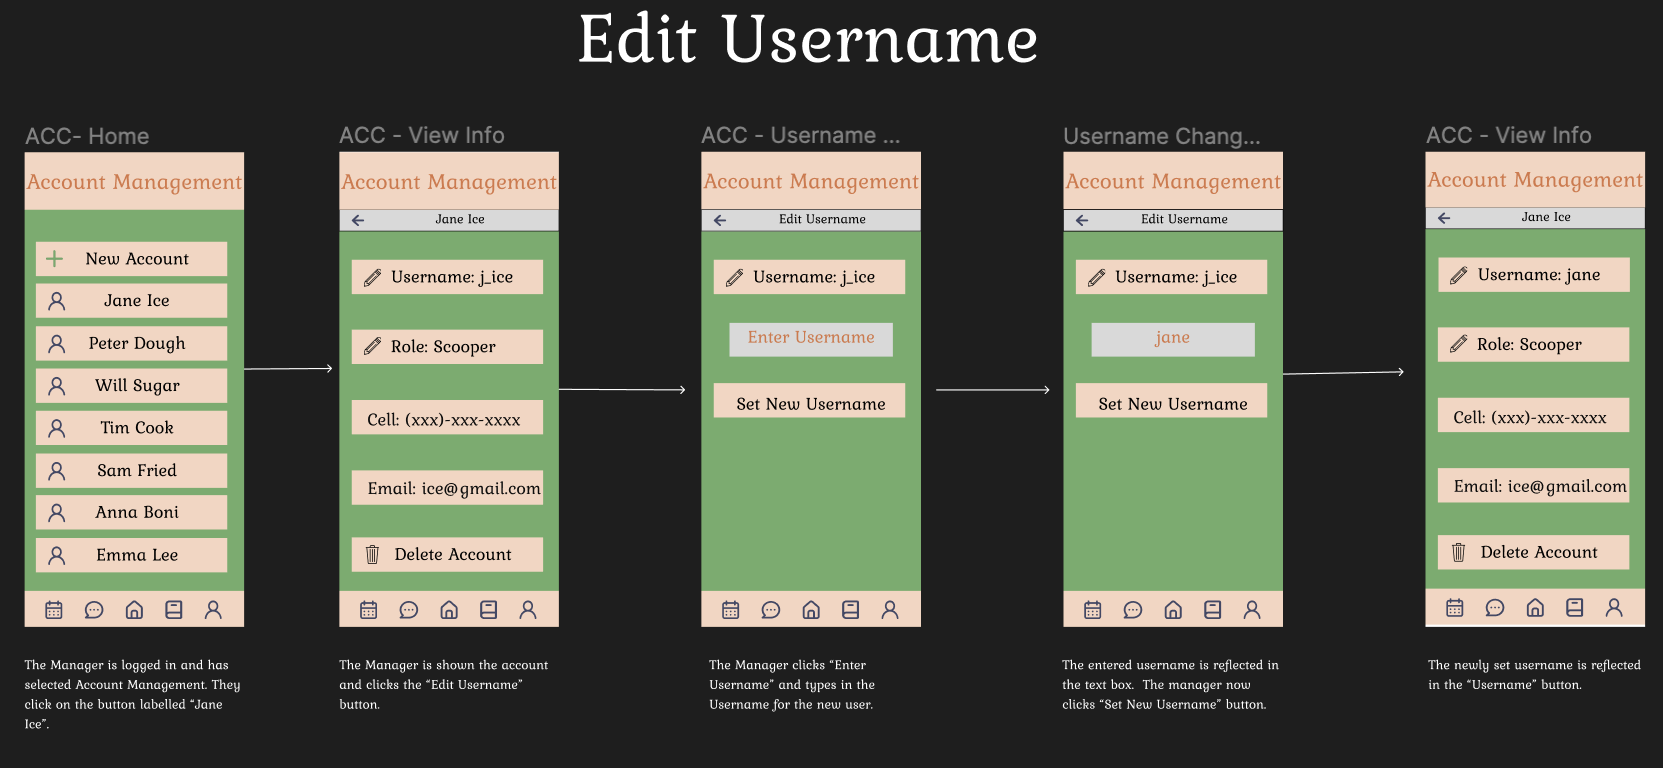 Edit Username
ACC- Home
Account Management
New Account
Jane Ice
Peter Dough
Will Sugar
Tim Cook
Sam Fried
Anna Boni
Emma Lee
The Manager is logged in and has
selected Account Management. They
click on the button labelled “Jane
Ice”.
ACC - View Info
Account Management
Jane Ice
Username: j_ice
Role: Scooper
Cell: (xxx)-xxx-xxxx
Email: ice@gmail.com
Delete Account
The Manager is shown the account
and clicks the “Edit Username”
button.
ACC - Username ...
Account Management
Edit Username
Username: j_ice
Enter Username
Set New Username
The Manager clicks “Enter
Username” and types in the
Username for the new user.
Username Chang...
Account Management
Edit Username
Username: j_ice
jane
Set New Username
The entered username is reflected in
the text box.  The manager now
clicks “Set New Username” button.
ACC - View Info
Account Management
Jane Ice
Username: jane
Role: Scooper
Cell: (xxx)-xxx-xxxx
Email: ice@gmail.com
Delete Account
The newly set username is reflected
in the “Username” button.